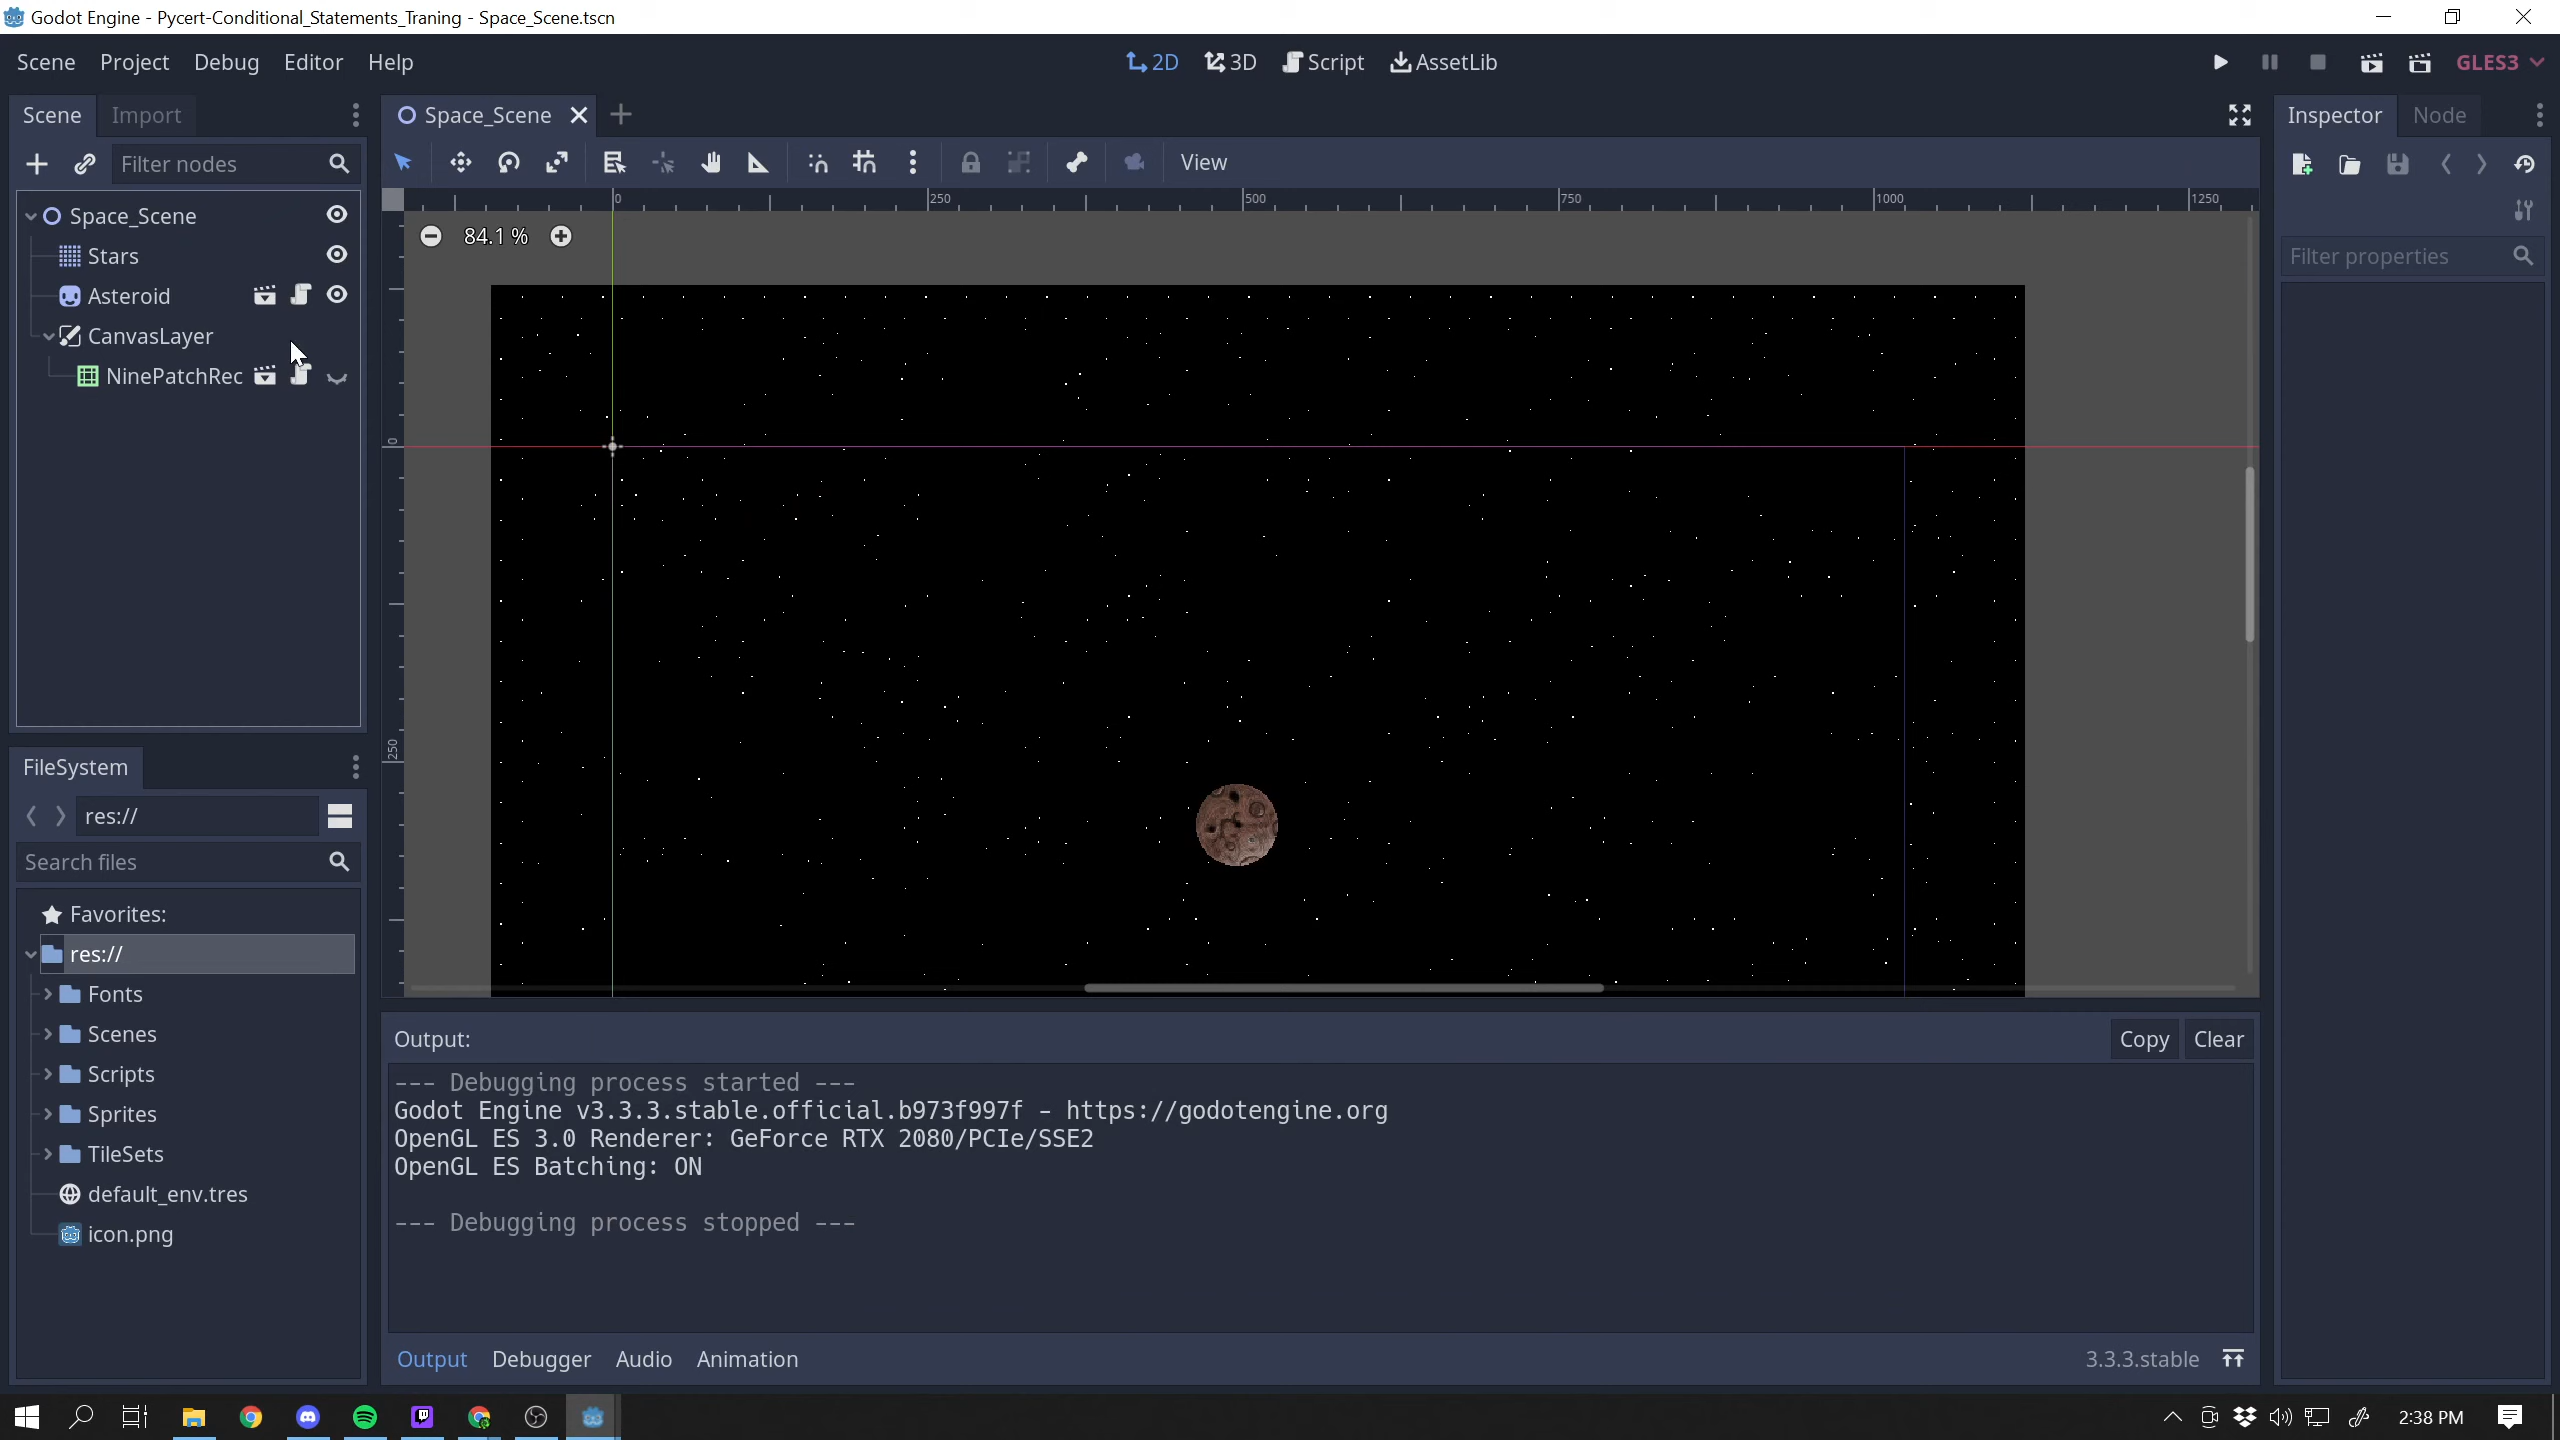 Godot Engine - Pycert-Conditional_Statements_Traning - Space_Scene.tscn
Scene Project Debug Editor Help
2D 3D Script AssetLib
GLES3
Scene Import
Space_Scene
Inspector Node
Filter nodes
View
Space_Scene
Stars
Asteroid
CanvasLayer
NinePatchRec
0 250 500 750 1000 1250
84.1 %
0
250
Filter properties
FileSystem
res://
Search files
Favorites:
res://
Fonts
Scenes
Scripts
Sprites
TileSets
default_env.tres
icon.png
Output:
Copy Clear
--- Debugging process started ---
Godot Engine v3.3.3.stable.official.b973f997f - https://godotengine.org
OpenGL ES 3.0 Renderer: GeForce RTX 2080/PCIe/SSE2
OpenGL ES Batching: ON
--- Debugging process stopped ---
Output Debugger Audio Animation
3.3.3.stable
2:38 PM